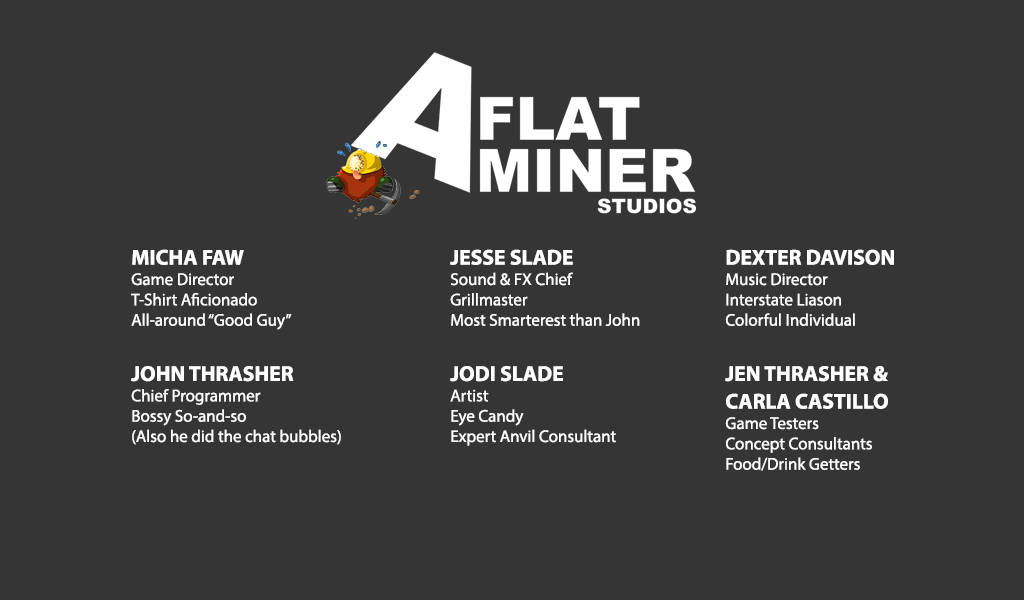 A FLAT
MINER
STUDIOS
MICHA FAW
Game Director
T-Shirt Aficionado
All-around “Good Guy”
JESSE SLADE
Sound & FX Chief
Grillmaster
Most Smarterest than John
DEXTER DAVISON
Music Director
Interstate Liason
Colorful Individual
JOHN THRASHER
Chief Programmer
Bossy So-and-so
(Also he did the chat bubbles)
JODI SLADE
Artist
Eye Candy
Expert Anvil Consultant
JEN THRASHER &
CARLA CASTILLO
Game Testers
Concept Consultants
Food/Drink Getters